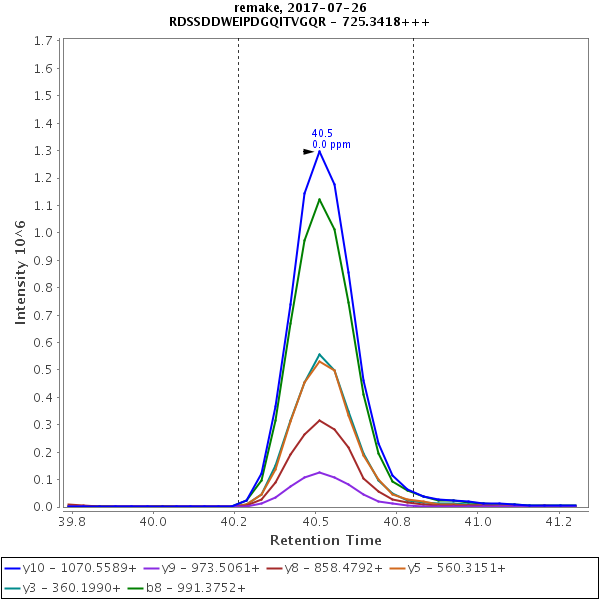 remake, 2017-07-26
RDSSDDWEIPDGQITVGQR - 725.3418+++
1.7
1.6
1.5
1.4
1.3
1.2
1.1
1.0
0.9
0.8
0.7
0.6
0.5
0.4
0.3
0.2
0.1
0.0
Intensity 10^6
40.5
0.0 ppm
39.8 40.0 40.2 40.5 40.8 41.0 41.2
Retention Time
y10 - 1070.5589+ y9 - 973.5061+ y8 - 858.4792+ y5 - 560.3151+
y3 - 360.1990+ b8 - 991.3752+